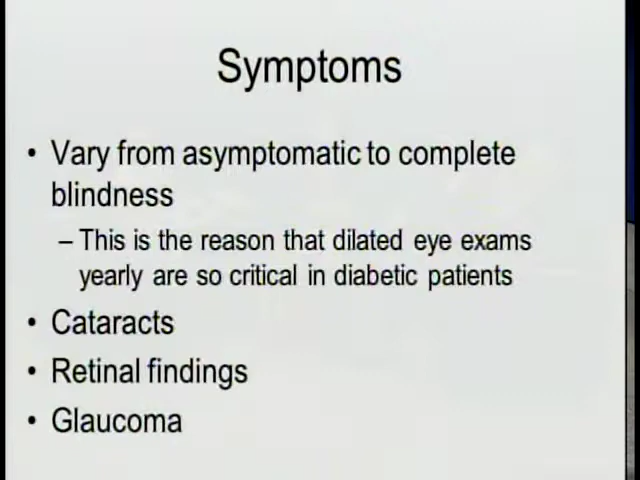 Symptoms
• Vary from asymptomatic to complete
blindness
– This is the reason that dilated eye exams
yearly are so critical in diabetic patients
• Cataracts
• Retinal findings
• Glaucoma